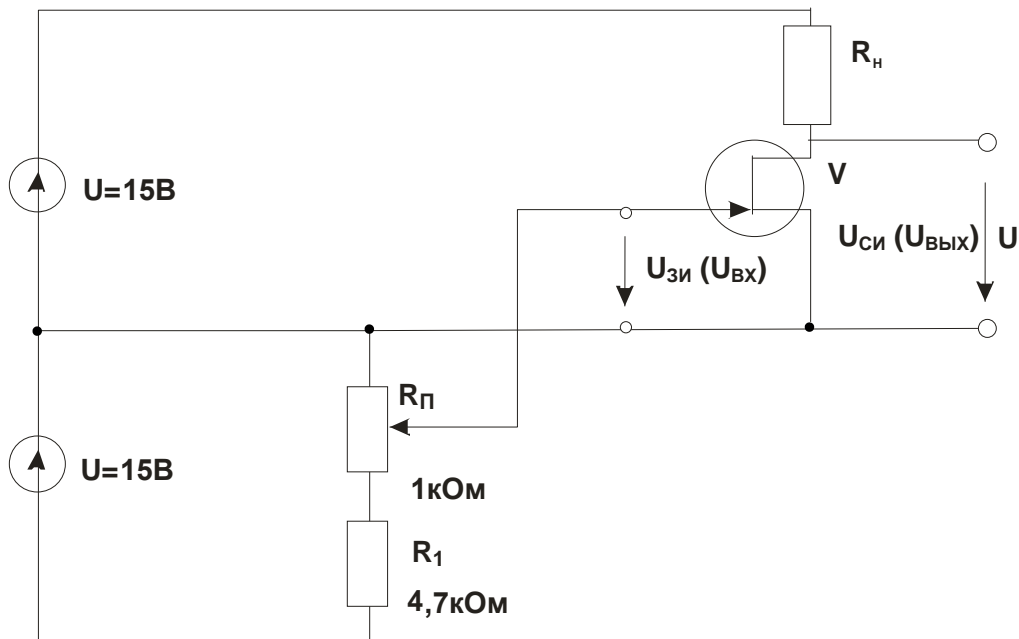 Rн
U=15В
V
UСИ (UВЫХ) U
UЗИ (UВХ)
RП
1кОм
U=15В
R1
4,7кОм